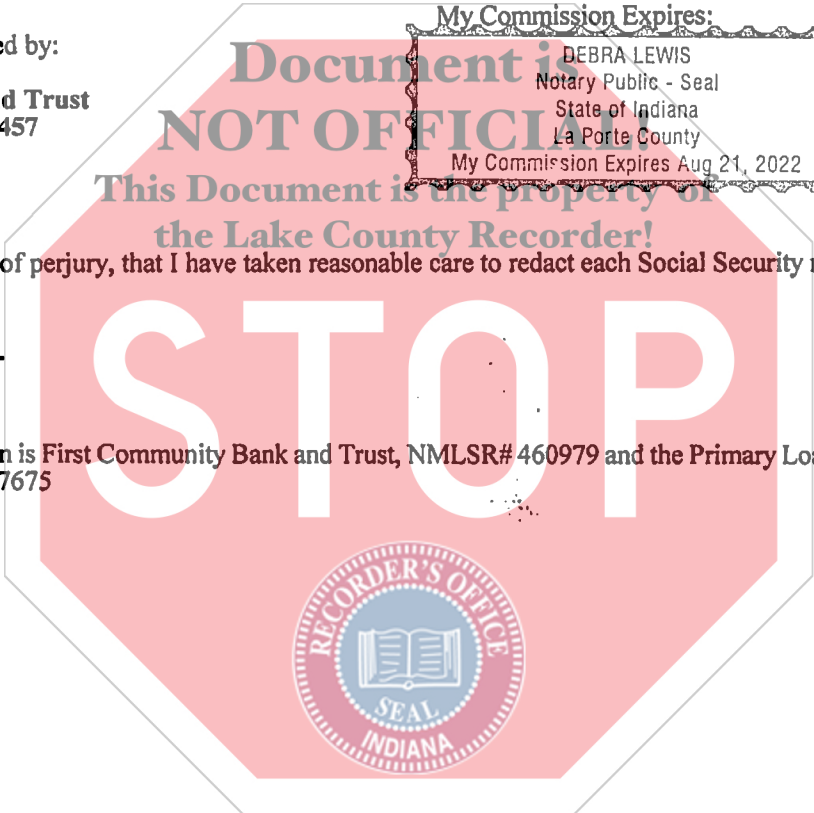 My Commission Expires:
ed by:
Document is
DEBRA LEWIS
Notary Public - Seal
d Trust
State of Indiana
457
NOT OFFICIAL!
La Porte County
My Commission Expires Aug 21, 2022
This Document is the property of
the Lake County Recorder!
of perjury, that I have taken reasonable care to redact each Social Security
STOP
n is First Community Bank and Trust, NMLSR# 460979 and the Primary Loa
7675
RECORDER'S OFFICE
SEAL
INDIANA